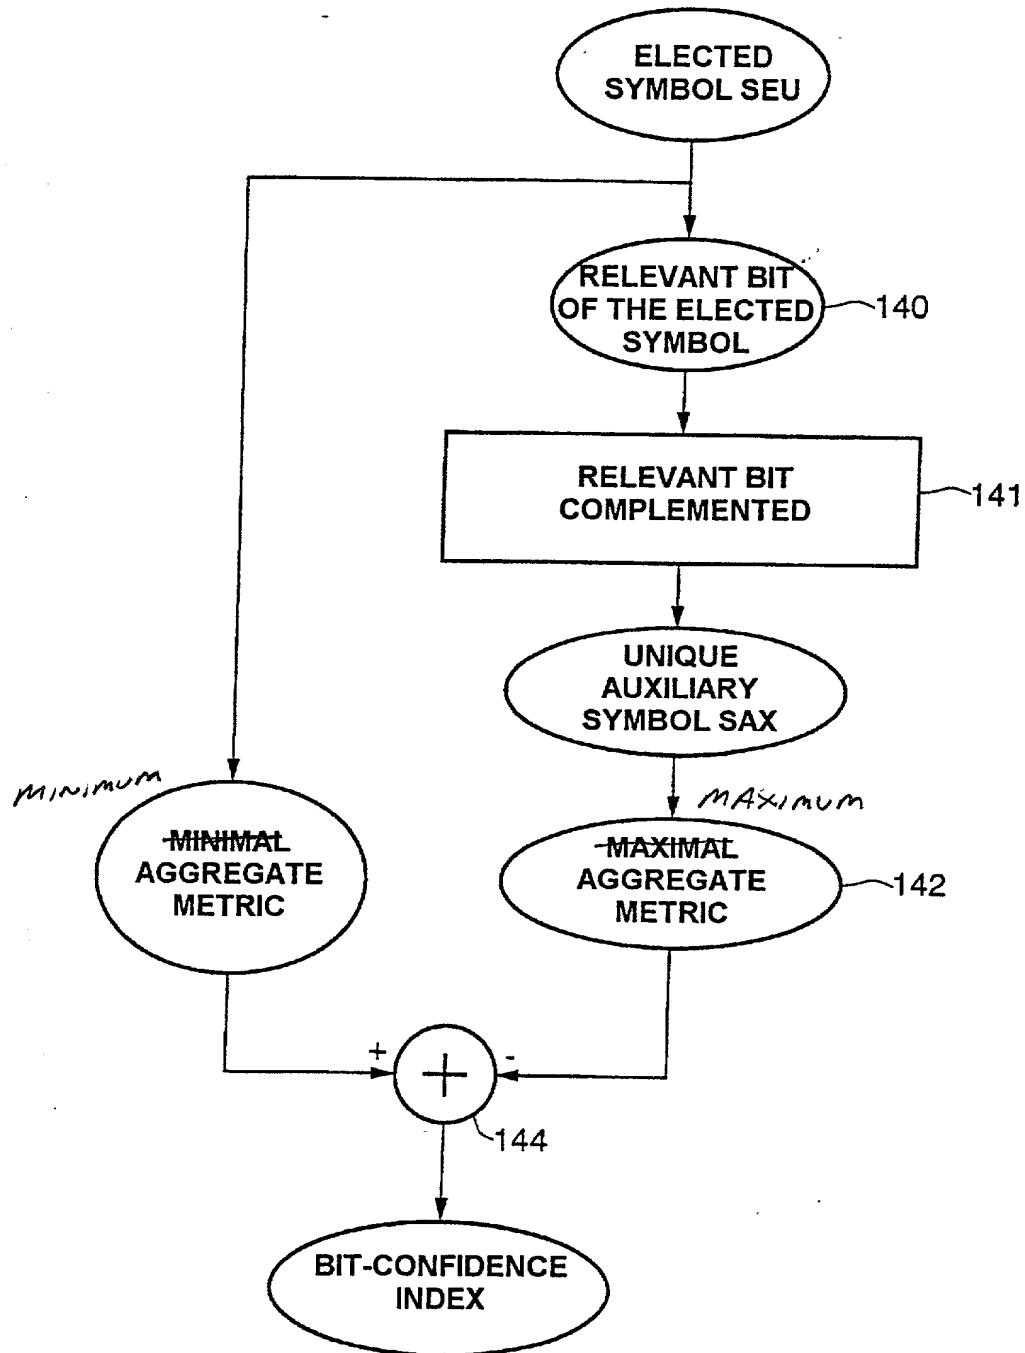 ELECTED
SYMBOL SEU
RELEVANT BIT
OF THE ELECTED
SYMBOL
140
RELEVANT BIT
COMPLEMENTED
141
UNIQUE
AUXILIARY
SYMBOL SAX
MINIMUM
MINIMAL
AGGREGATE
METRIC
MAXIMUM
MAXIMAL
AGGREGATE
METRIC
142
+
-
+
144
BIT-CONFIDENCE
INDEX